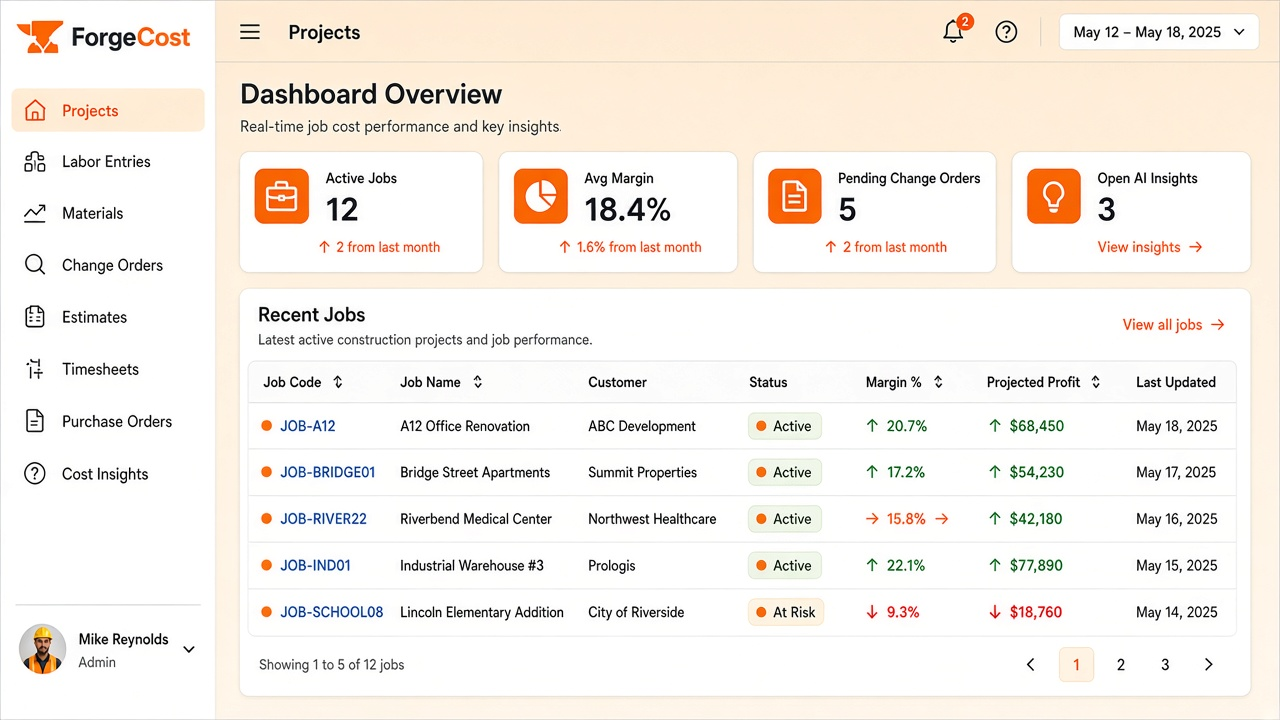 ForgeCost
Projects
2
May 12 – May 18, 2025
Projects
Labor Entries
Materials
Change Orders
Estimates
Timesheets
Purchase Orders
Cost Insights
Mike Reynolds
Admin
Dashboard Overview
Real-time job cost performance and key insights.
Active Jobs
12
↑ 2 from last month
Avg Margin
18.4%
↑ 1.6% from last month
Pending Change Orders
5
↑ 2 from last month
Open AI Insights
3
View insights →
Recent Jobs
Latest active construction projects and job performance.
View all jobs →
Job Code Job Name Customer Status Margin % Projected Profit Last Updated
JOB-A12 A12 Office Renovation ABC Development Active ↑ 20.7% ↑ $68,450 May 18, 2025
JOB-BRIDGE01 Bridge Street Apartments Summit Properties Active ↑ 17.2% ↑ $54,230 May 17, 2025
JOB-RIVER22 Riverbend Medical Center Northwest Healthcare Active → 15.8% → ↑ $42,180 May 16, 2025
JOB-IND01 Industrial Warehouse #3 Prologis Active ↑ 22.1% ↑ $77,890 May 15, 2025
JOB-SCHOOL08 Lincoln Elementary Addition City of Riverside At Risk ↓ 9.3% ↓ $18,760 May 14, 2025
Showing 1 to 5 of 12 jobs
1 2 3